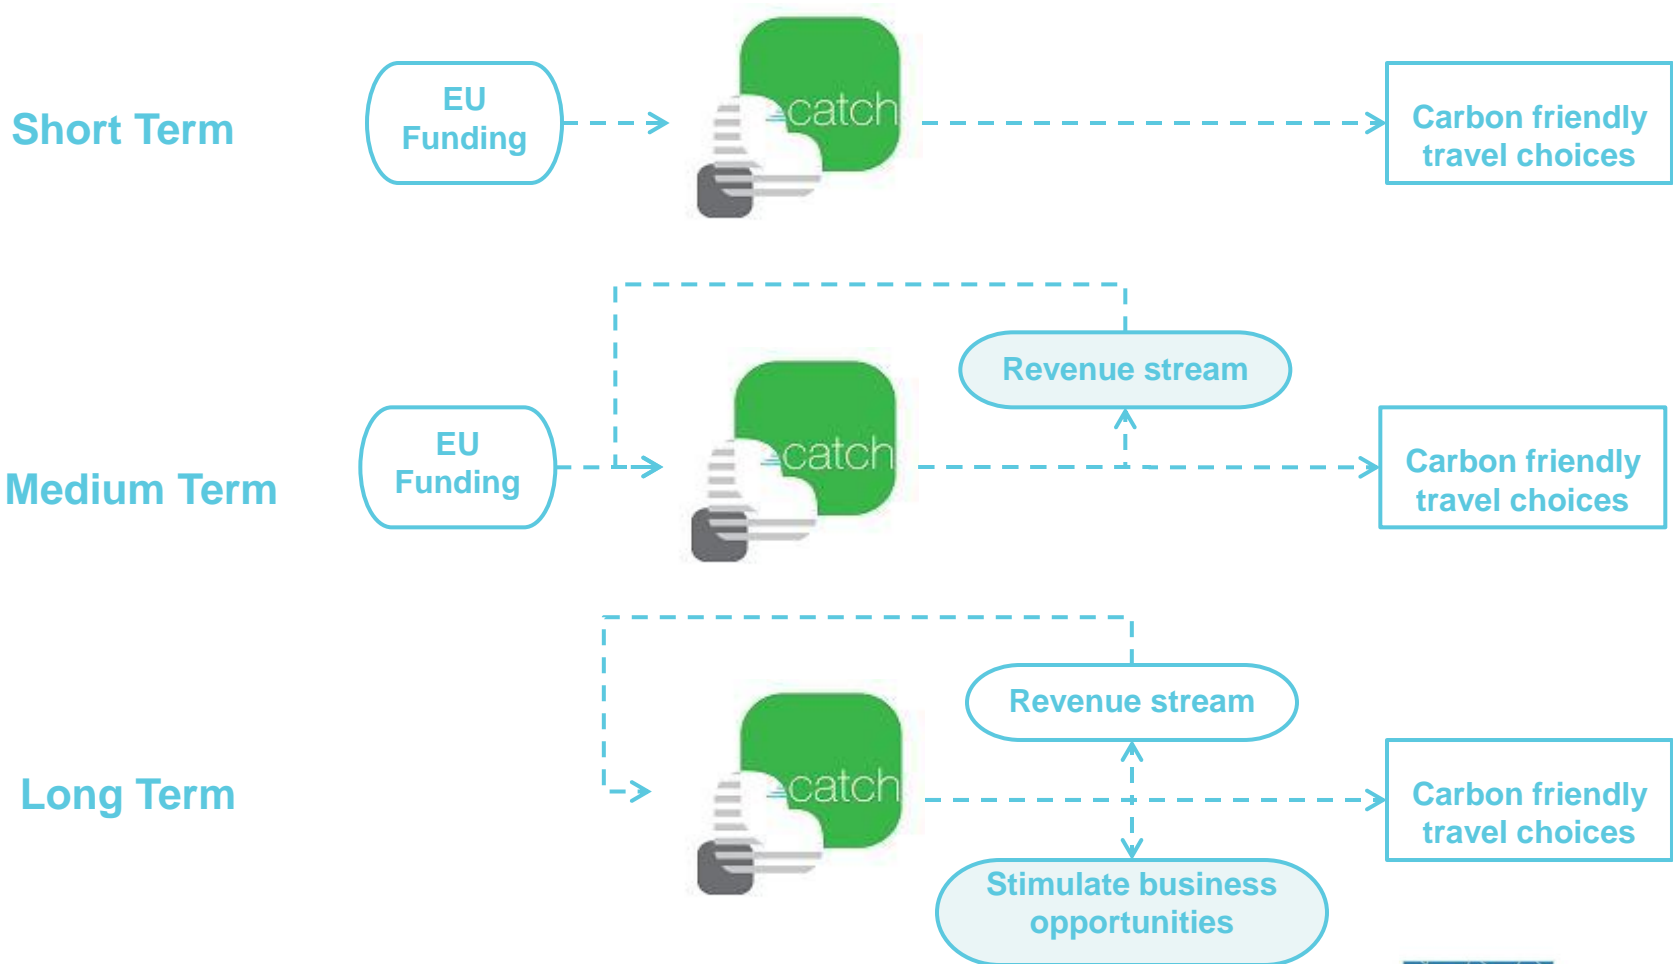 Short Term
EU
Funding
catch
Carbon friendly
travel choices
Medium Term
EU
Funding
catch
Revenue stream
Carbon friendly
travel choices
Long Term
catch
Revenue stream
Stimulate business
opportunities
Carbon friendly
travel choices